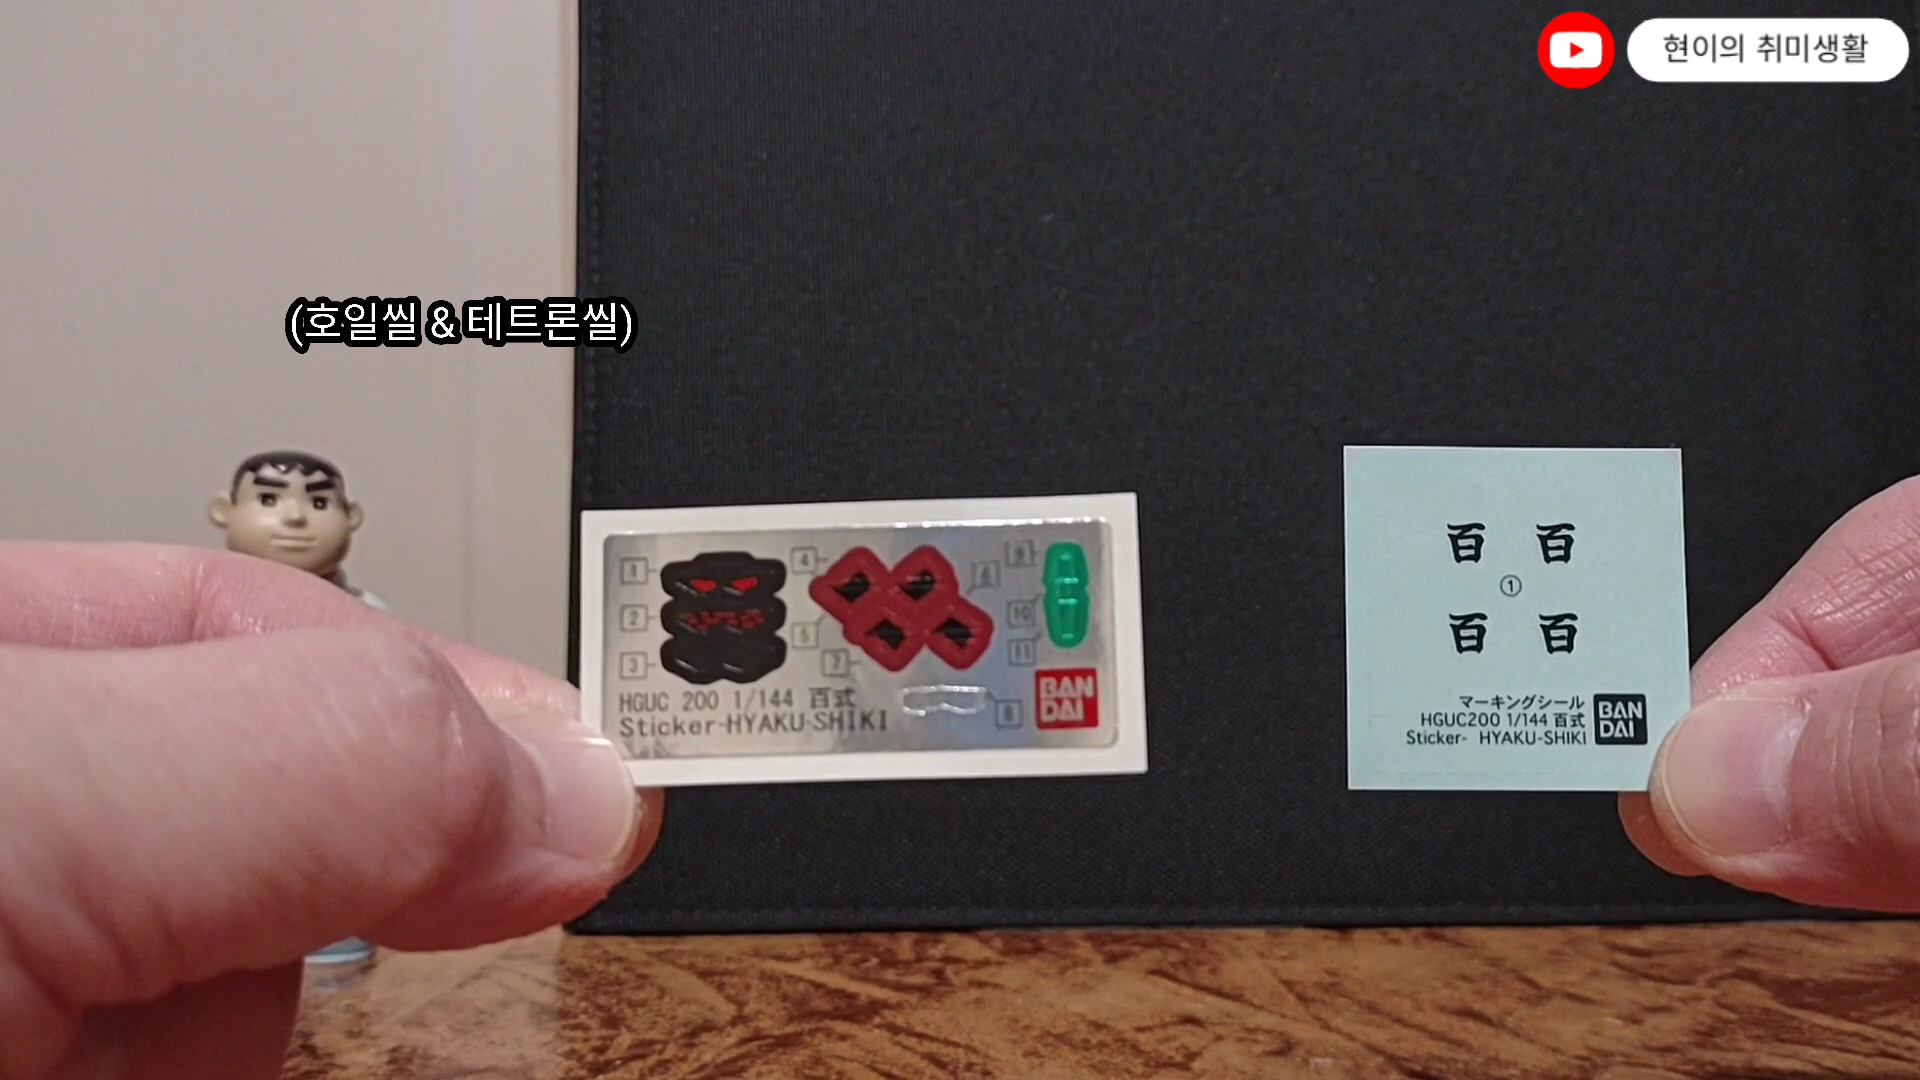 현이의 취미생활
(호일씰 & 테트론씰)
1
2
3
4
5
6
7
8
9
10
11
HGUC 200 1/144 百式
Sticker-HYAKU-SHIKI
BAN
DAI
百 百
①
百 百
マーキングシール
HGUC200 1/144 百式
Sticker- HYAKU-SHIKI
BAN
DAI